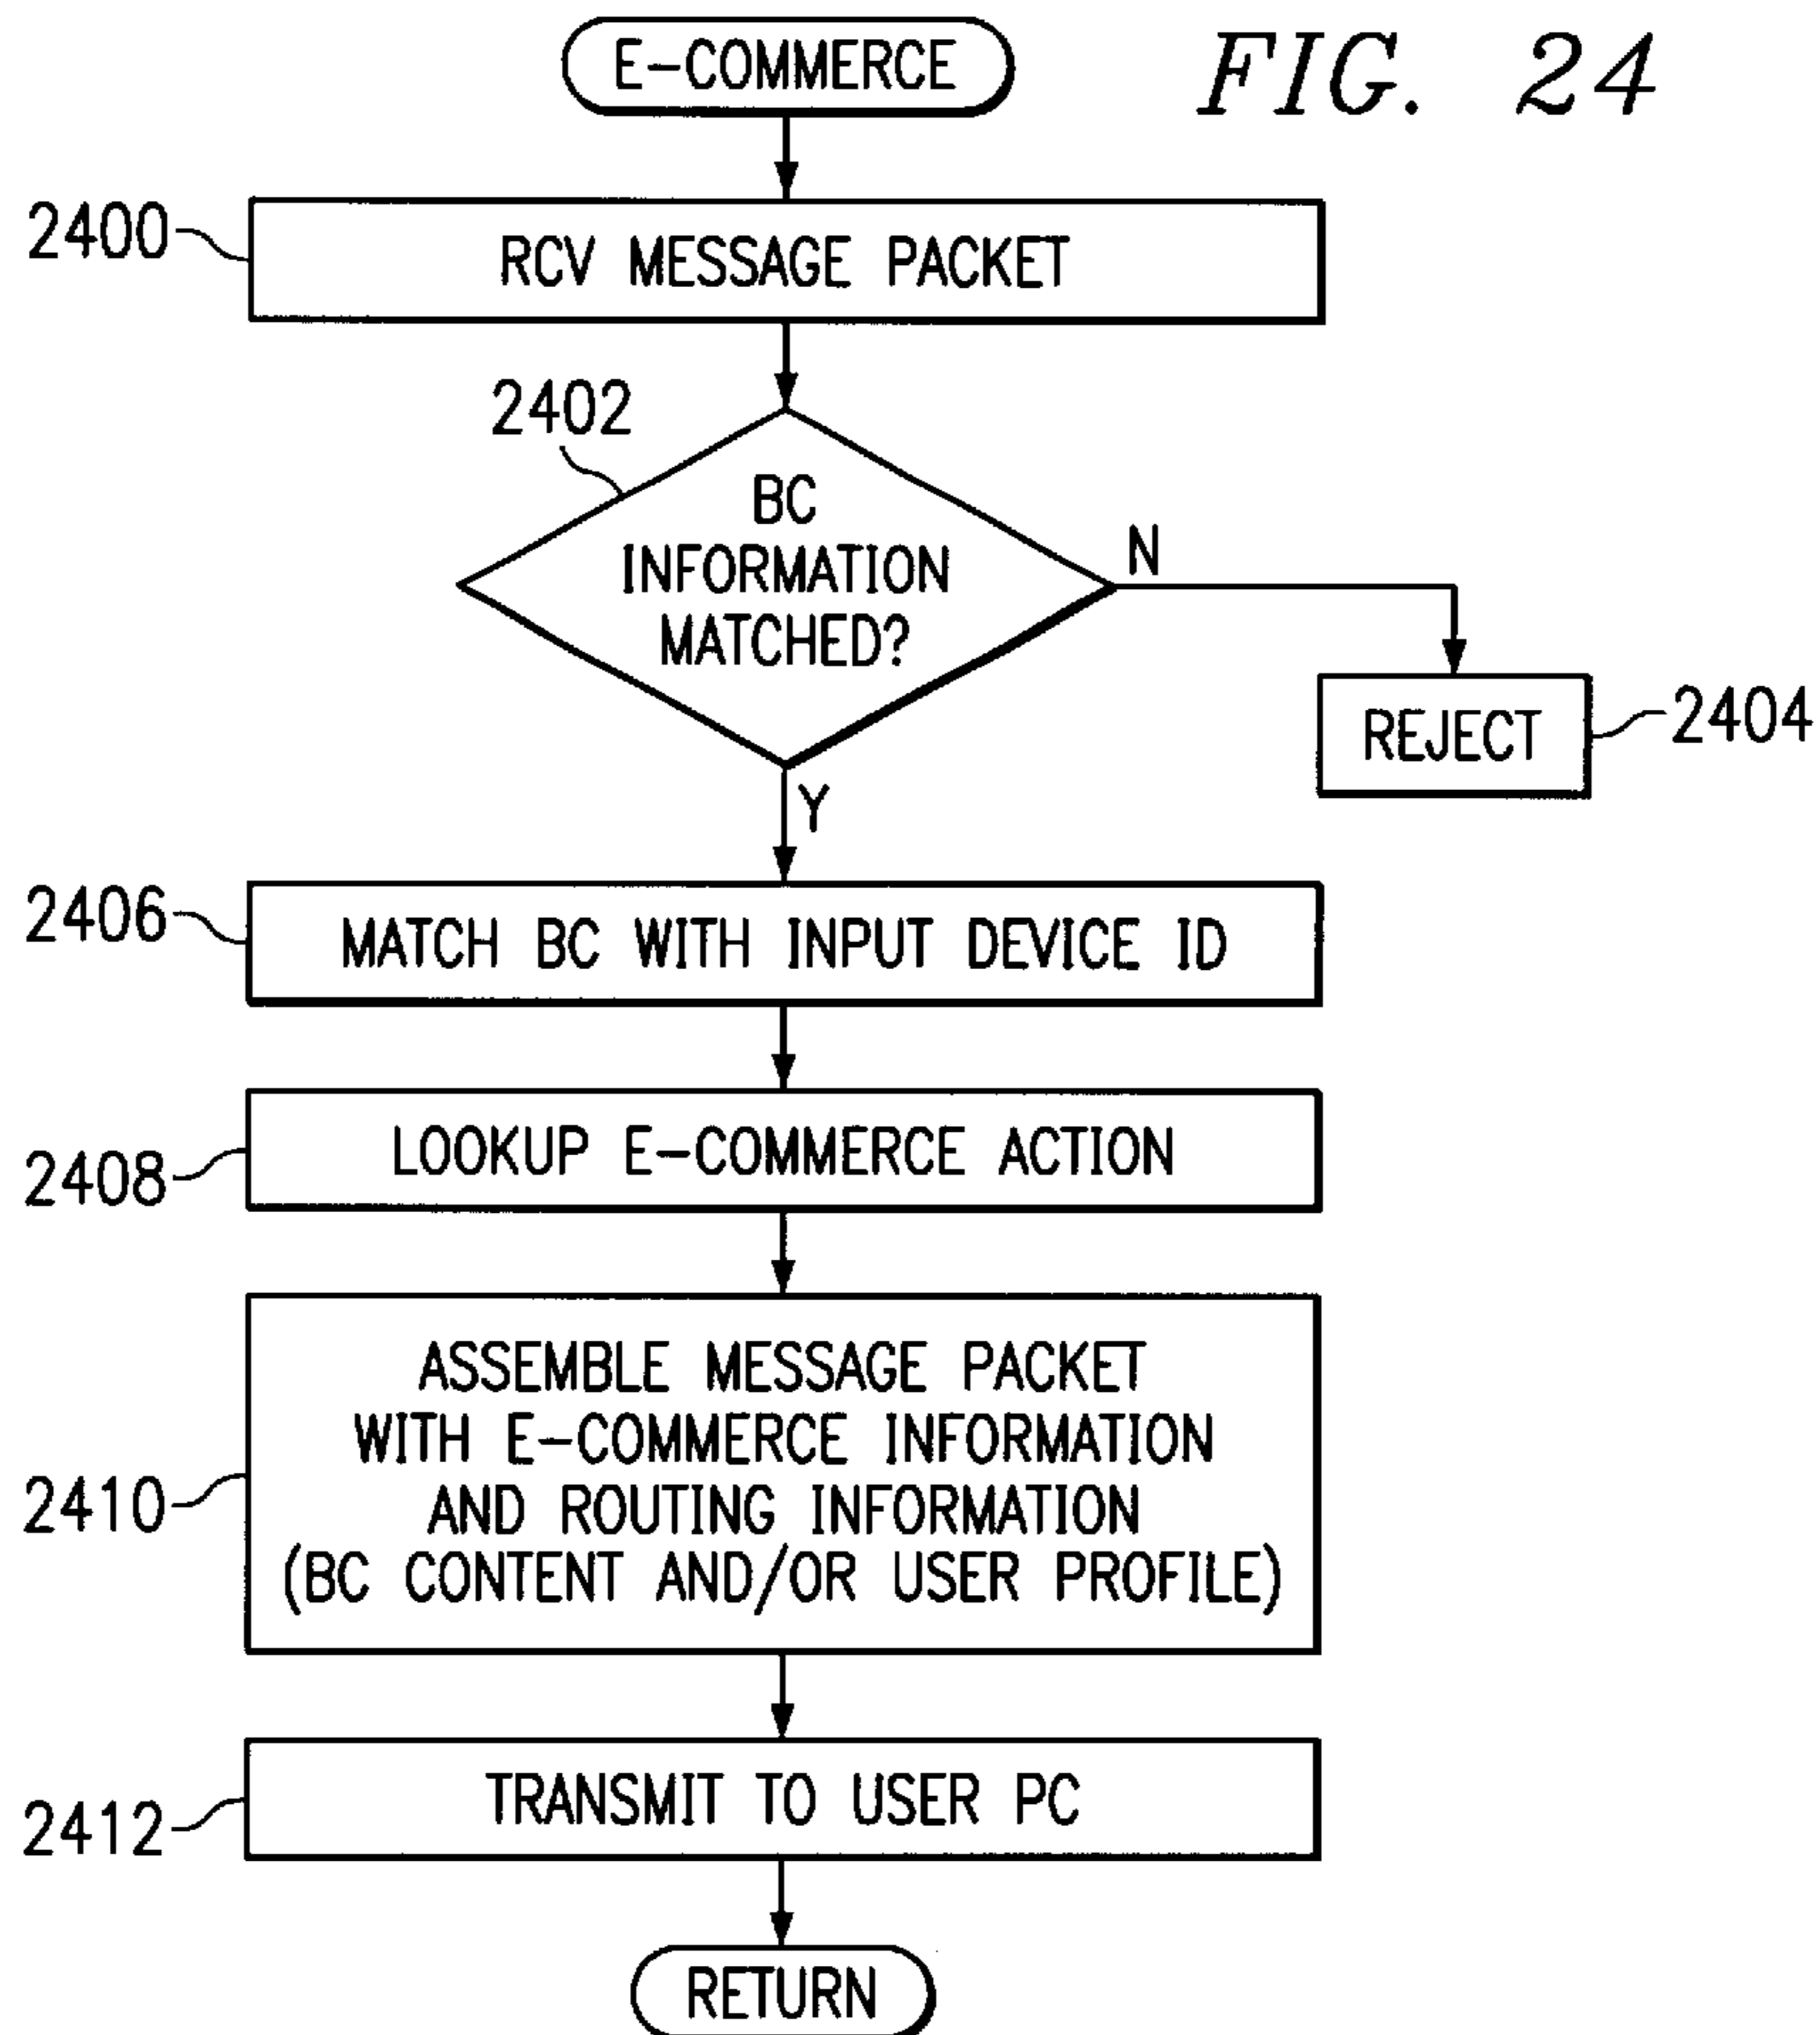 E-COMMERCE
FIG. 24
2400
RCV MESSAGE PACKET
2402
BC
INFORMATION
MATCHED?
N
REJECT
2404
Y
2406
MATCH BC WITH INPUT DEVICE ID
2408
LOOKUP E-COMMERCE ACTION
2410
ASSEMBLE MESSAGE PACKET
WITH E-COMMERCE INFORMATION
AND ROUTING INFORMATION
(BC CONTENT AND/OR USER PROFILE)
2412
TRANSMIT TO USER PC
RETURN